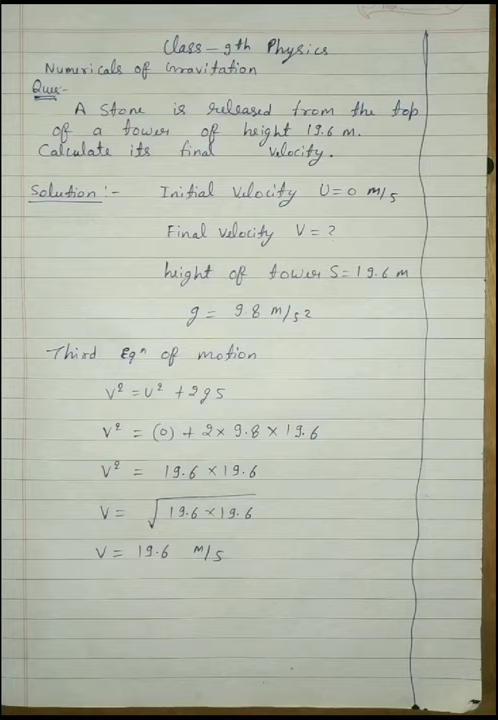 Class - 9th Physics
Numericals of Gravitation
Ques-
A Stone is released from the top
of a tower of height 19.6 m.
Calculate its final velocity.
Solution :- Initial Velocity U = 0 m/s
Final velocity V = ?
height of tower S = 19.6 m
g = 9.8 m/s2
Third Eqⁿ of motion
V² = U² + 2gs
V² = (0) + 2 × 9.8 × 19.6
V² = 19.6 × 19.6
V = √19.6 × 19.6
V = 19.6 m/s